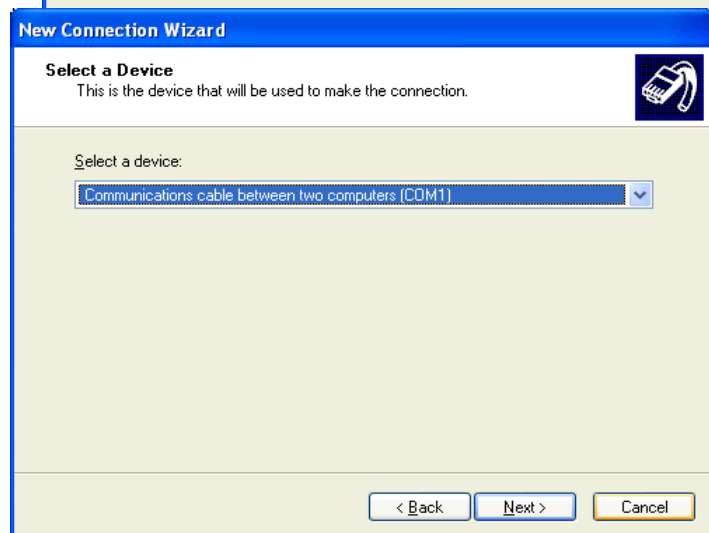 New Connection Wizard
Select a Device
This is the device that will be used to make the connection.
Select a device:
Communications cable between two computers (COM1)
< Back
Next >
Cancel